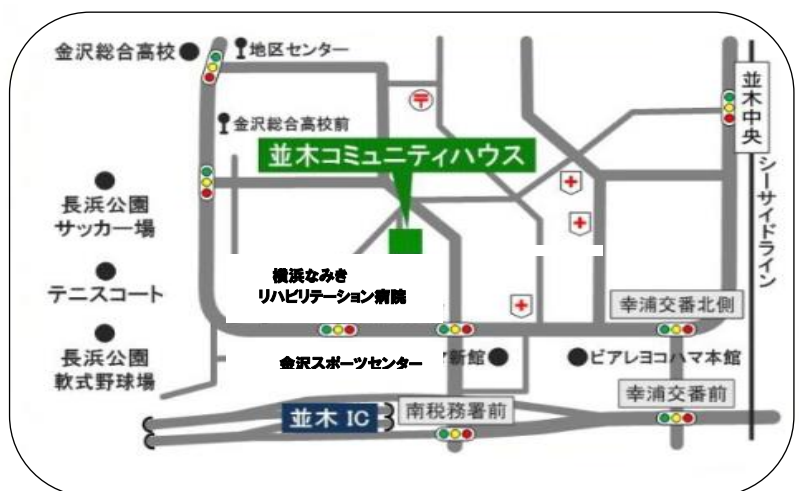 金沢総合高校
地区センター
金沢総合高校前
〒
並木コミュニティハウス
並木中央
シーサイドライン
長浜公園
サッカー場
テニスコート
長浜公園
軟式野球場
横浜なみき
リハビリテーション病院
金沢スポーツセンター
新館
ビアレヨコハマ本館
幸浦交番北側
幸浦交番前
並木 IC
南税務署前